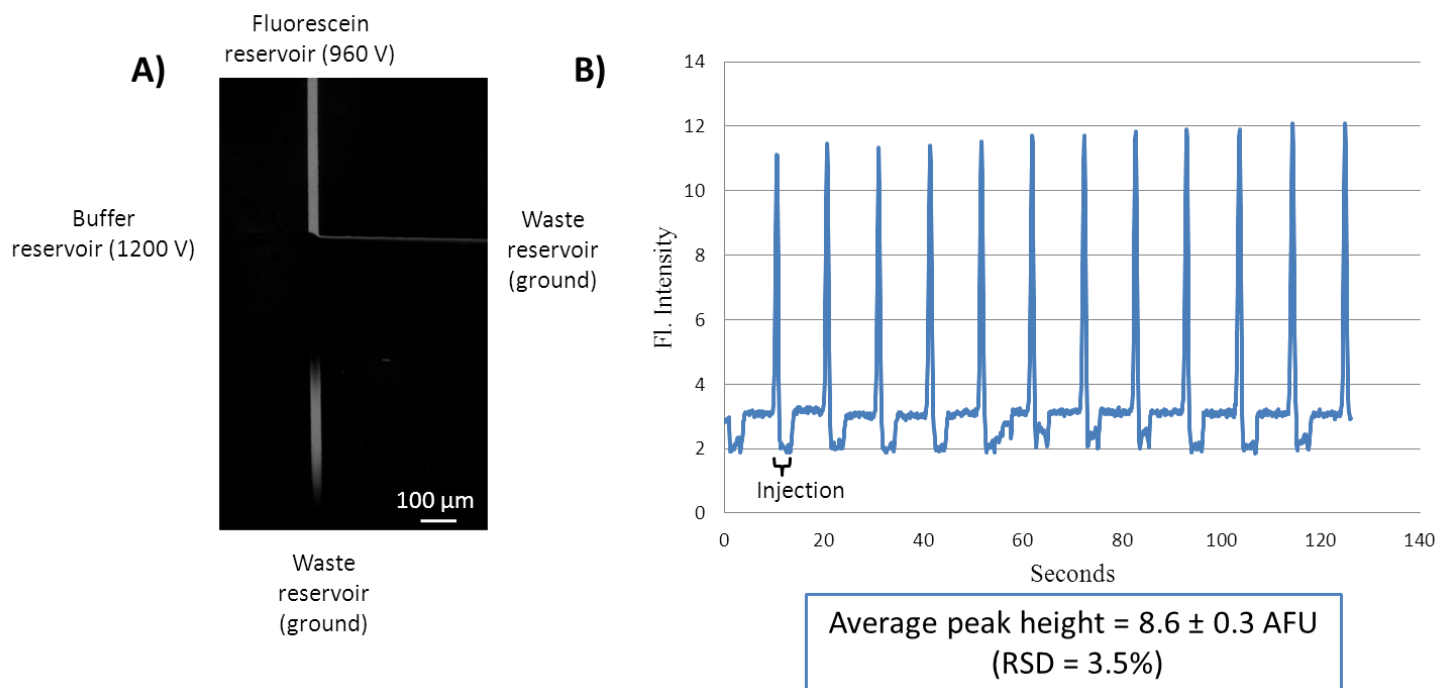 A)
Fluorescein
reservoir (960 V)
Buffer
reservoir (1200 V)
Waste
reservoir
(ground)
100 µm
Waste
reservoir
(ground)
B)
Fl. Intensity
14
12
10
8
6
4
2
0
Injection
0 20 40 60 80 100 120 140
Seconds
Average peak height = 8.6 ± 0.3 AFU
(RSD = 3.5%)